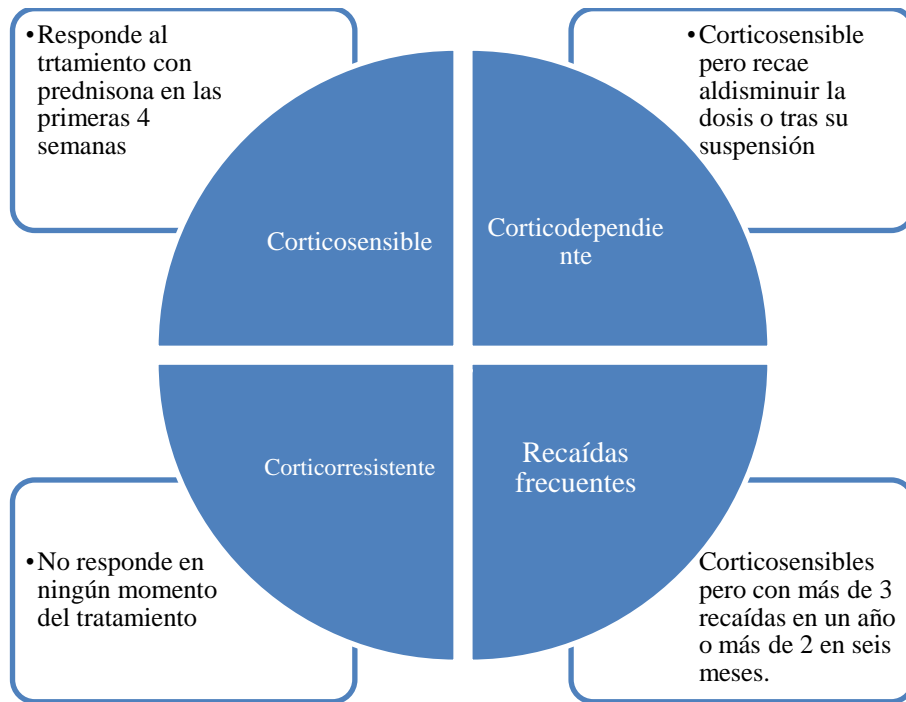 •Responde al
trtamiento con
prednisona en las
primeras 4
semanas
•Corticosensible
pero recae
aldisminuir la
dosis o tras su
suspensión
Corticosensible
Corticodependie
nte
Corticorresistente
Recaídas
frecuentes
•No responde en
ningún momento
del tratamiento
Corticosensibles
pero con más de 3
recaídas en un año
o más de 2 en seis
meses.